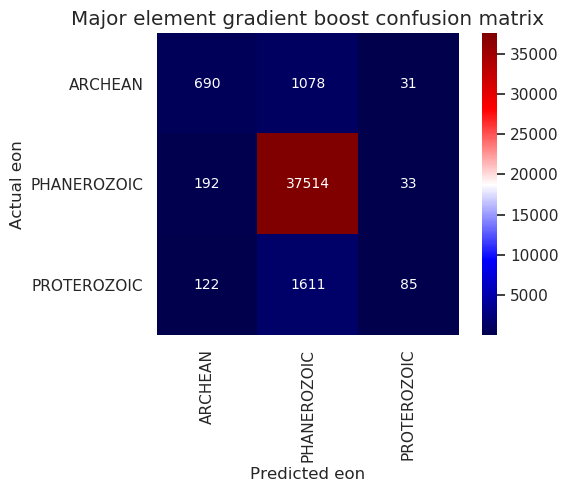 Major element gradient boost confusion matrix
Actual eon
ARCHEAN 690 1078 31
PHANEROZOIC 192 37514 33
PROTEROZOIC 122 1611 85
ARCHEAN PHANEROZOIC PROTEROZOIC
Predicted eon
35000
30000
25000
20000
15000
10000
5000